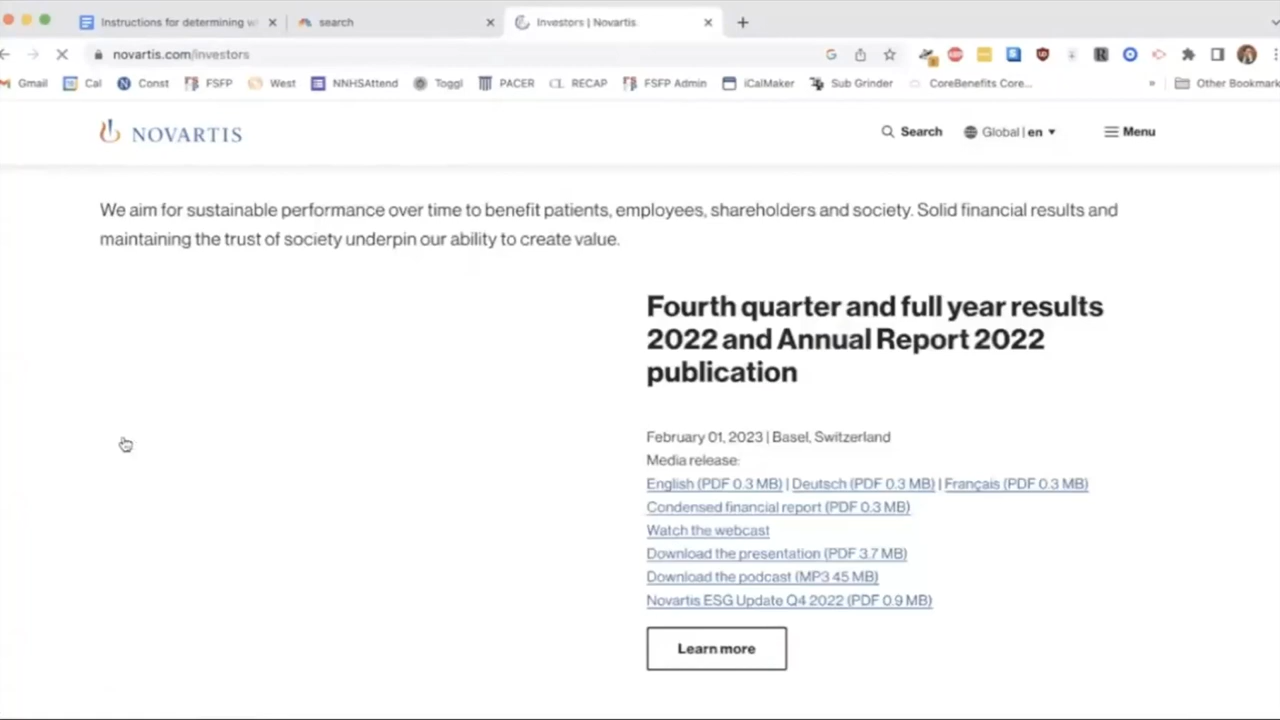 Instructions for determining w
search
Investors | Novartis
novartis.com/investors
Gmail Cal Const FSFP West NNHSAttend Toggl PACER RECAP FSFP Admin iCalMaker Sub Grinder CoreBenefits Core... » Other Bookmark
NOVARTIS
Search Global | en Menu
We aim for sustainable performance over time to benefit patients, employees, shareholders and society. Solid financial results and
maintaining the trust of society underpin our ability to create value.
Fourth quarter and full year results
2022 and Annual Report 2022
publication
February 01, 2023 | Basel, Switzerland
Media release:
English (PDF 0.3 MB) | Deutsch (PDF 0.3 MB) | Français (PDF 0.3 MB)
Condensed financial report (PDF 0.3 MB)
Watch the webcast
Download the presentation (PDF 3.7 MB)
Download the podcast (MP3 45 MB)
Novartis ESG Update Q4 2022 (PDF 0.9 MB)
Learn more